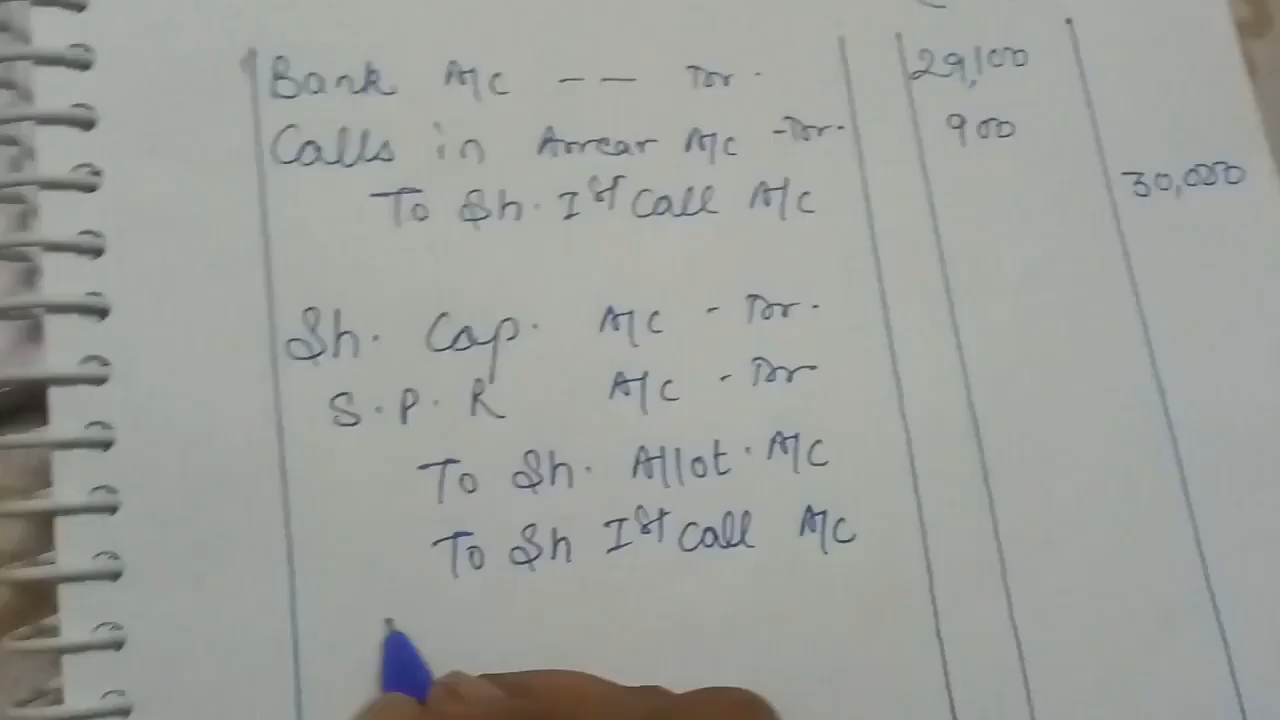 Bank A/c -- Dr. 29,100
Calls in Arrear A/c - Dr. 900
To Sh. Ist Call A/c 30,000
Sh. Cap. A/c - Dr.
S.P.R A/c - Dr
To Sh. Allot. A/c
To Sh Ist Call A/c